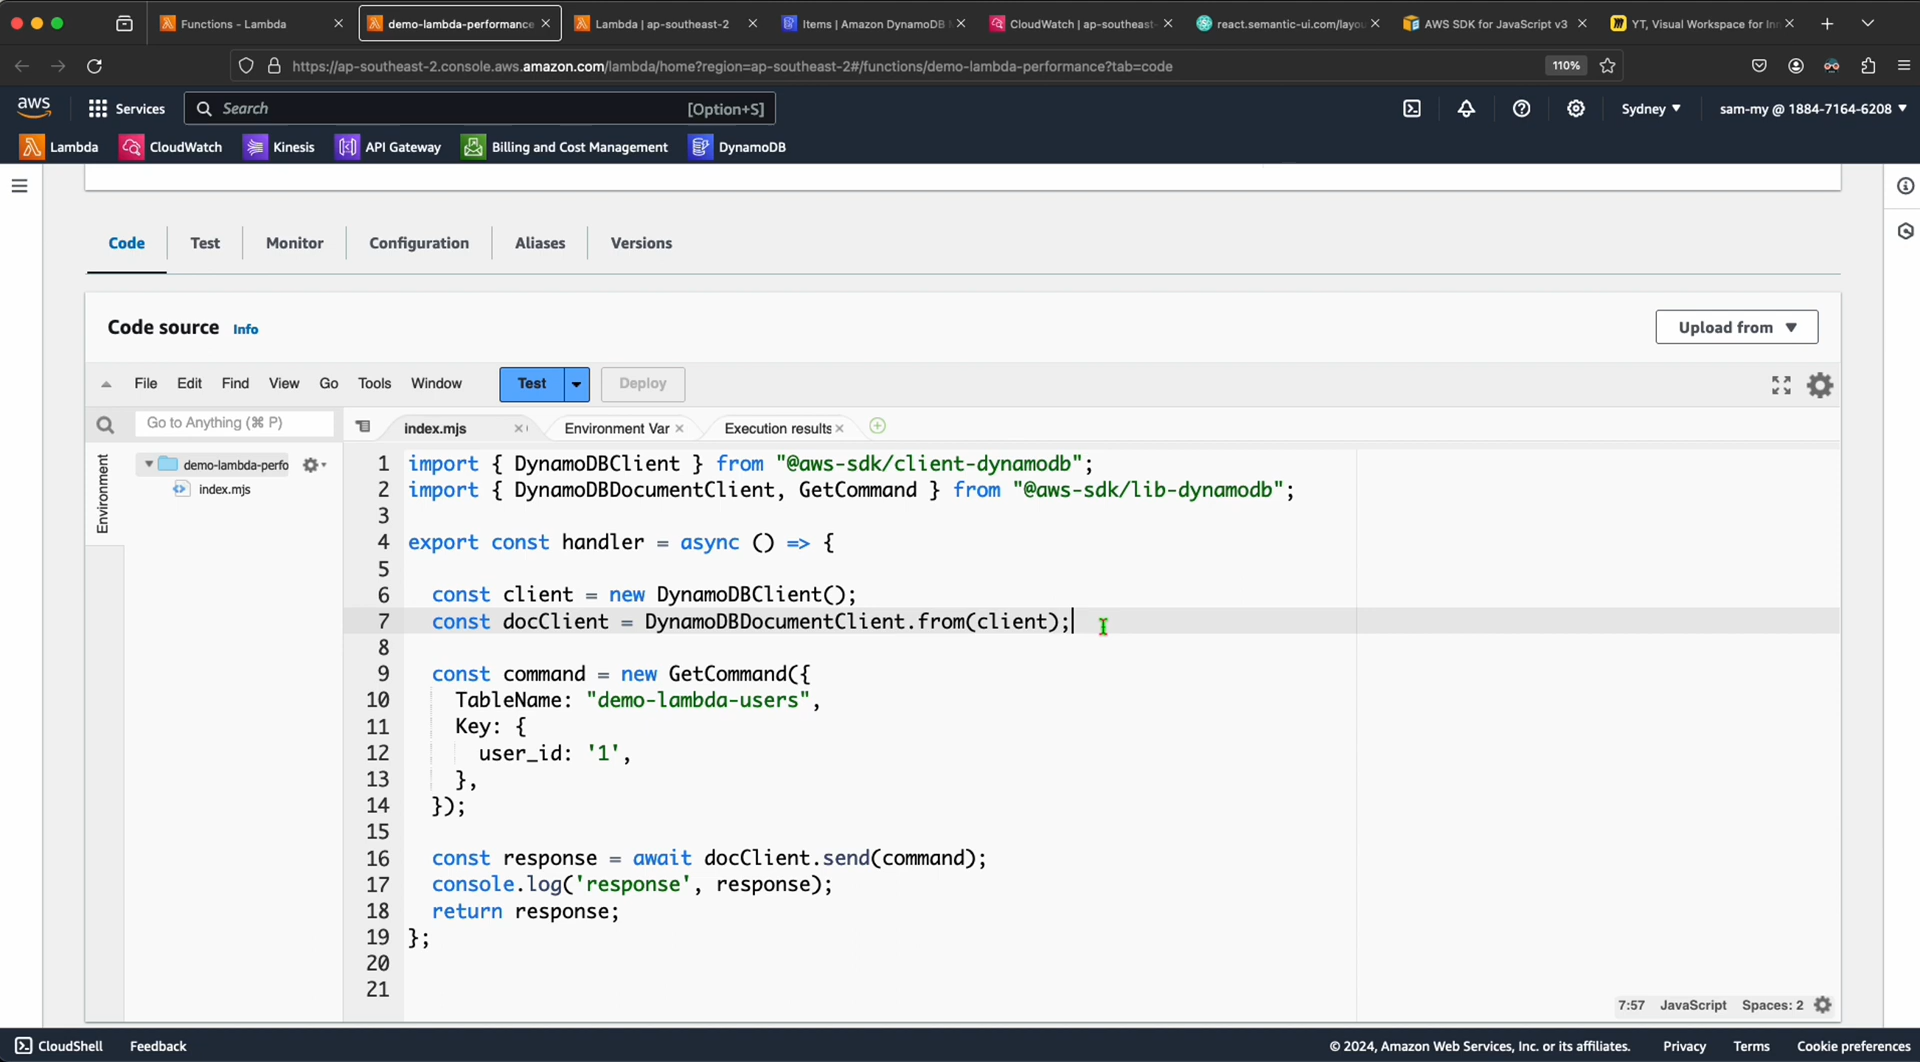 Functions - Lambda
demo-lambda-performance
Lambda | ap-southeast-2
Items | Amazon DynamoDB
CloudWatch | ap-southeast-
react.semantic-ui.com/layou
AWS SDK for JavaScript v3
YT, Visual Workspace for Inn
https://ap-southeast-2.console.aws.amazon.com/lambda/home?region=ap-southeast-2#/functions/demo-lambda-performance?tab=code
110%
aws
Services
Search
[Option+S]
Sydney
sam-my @ 1884-7164-6208
Lambda
CloudWatch
Kinesis
API Gateway
Billing and Cost Management
DynamoDB
Code
Test
Monitor
Configuration
Aliases
Versions
Code source
Info
Upload from
File
Edit
Find
View
Go
Tools
Window
Test
Deploy
Go to Anything (⌘ P)
index.mjs
Environment Var
Execution results
Environment
demo-lambda-perfo
index.mjs
1 import { DynamoDBClient } from "@aws-sdk/client-dynamodb";
2 import { DynamoDBDocumentClient, GetCommand } from "@aws-sdk/lib-dynamodb";
3
4 export const handler = async () => {
5
6 const client = new DynamoDBClient();
7 const docClient = DynamoDBDocumentClient.from(client);
8
9 const command = new GetCommand({
10 TableName: "demo-lambda-users",
11 Key: {
12 user_id: '1',
13 },
14 });
15
16 const response = await docClient.send(command);
17 console.log('response', response);
18 return response;
19 };
20
21
7:57
JavaScript
Spaces: 2
CloudShell
Feedback
© 2024, Amazon Web Services, Inc. or its affiliates.
Privacy
Terms
Cookie preferences